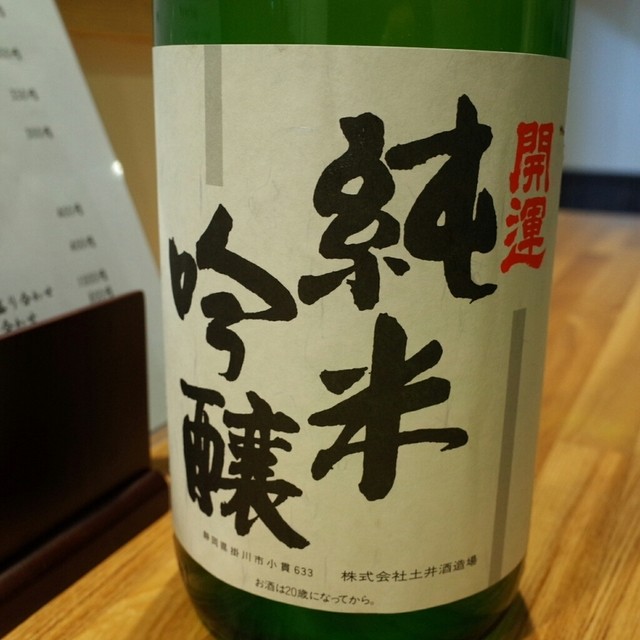 開運
純米
吟醸
静岡県掛川市小貫633
株式会社土井酒造場
お酒は20歳になってから。